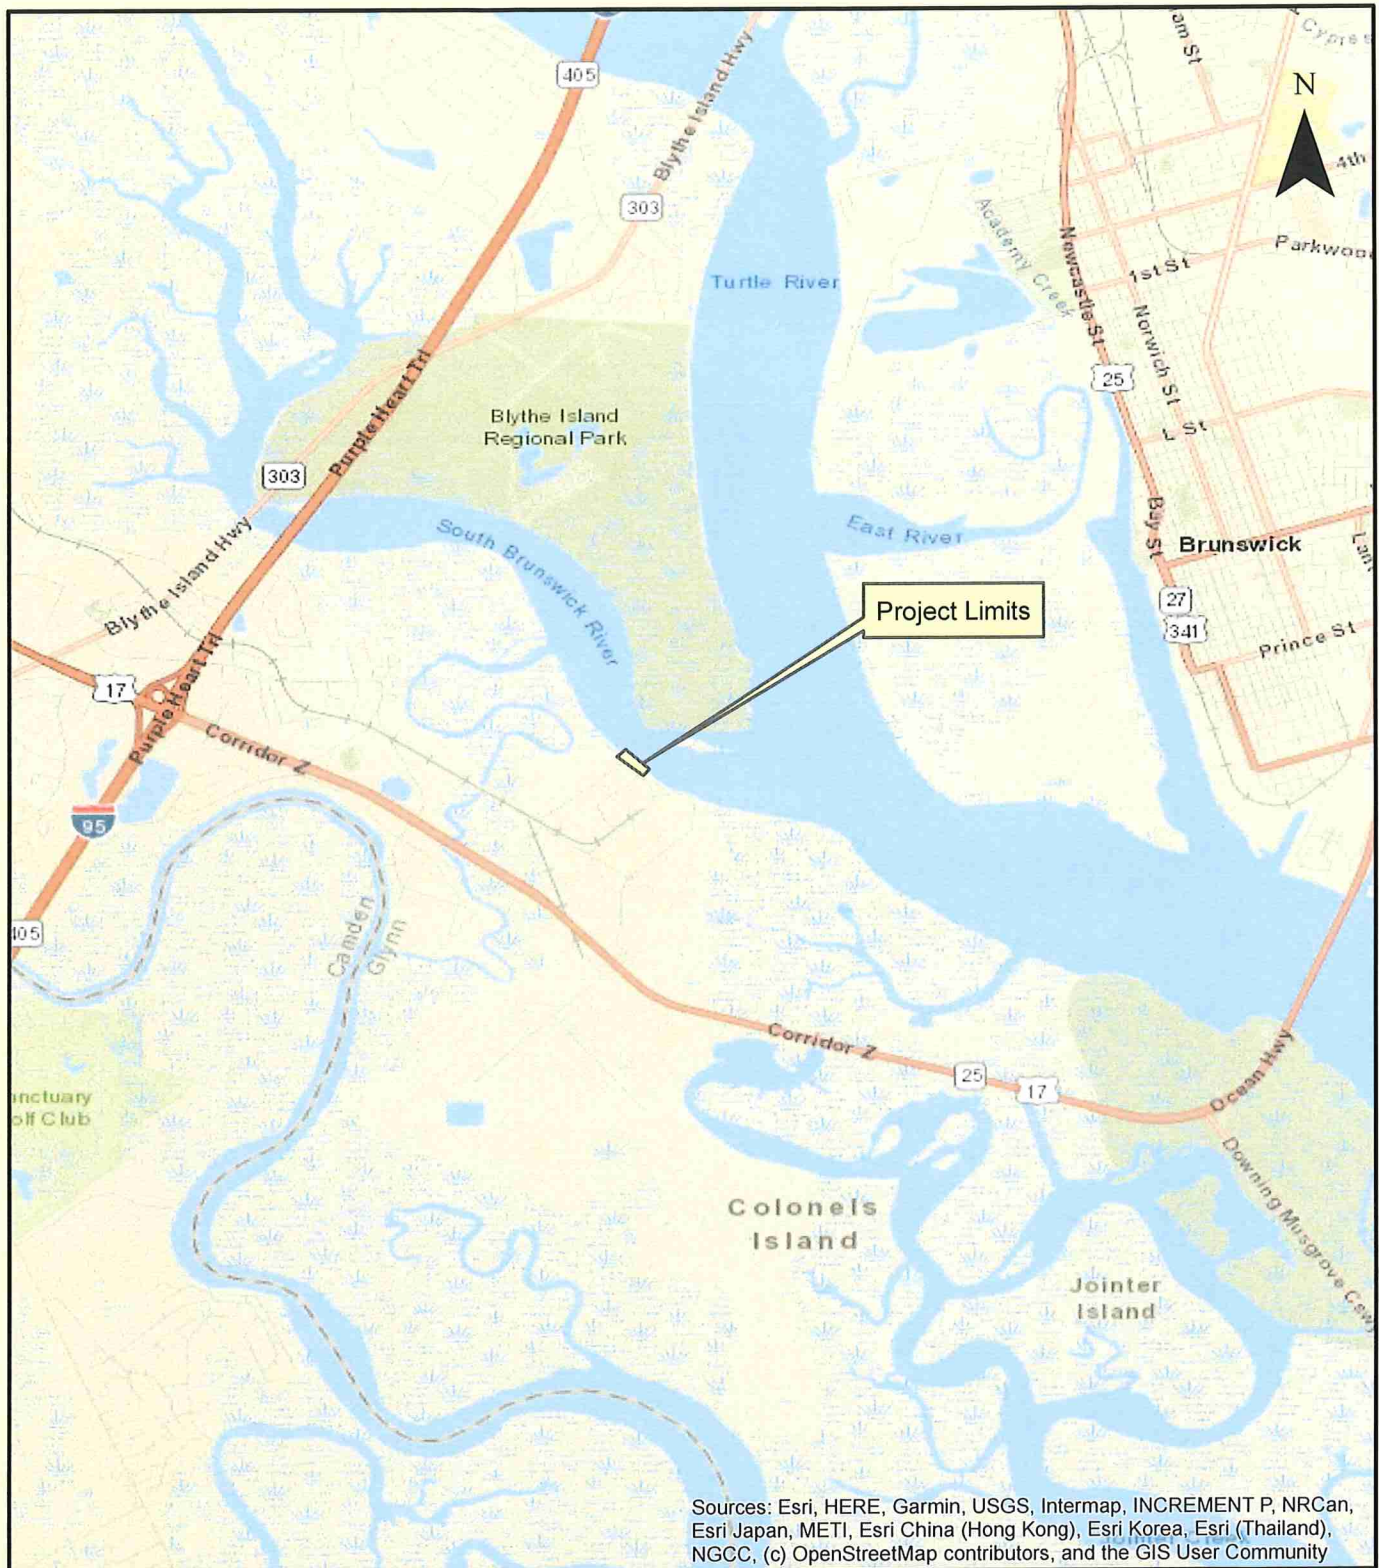 405
Blythe Island Hwy
Cypres
N
am St
4th
303
Academy Creek
Newcastle St
Parkwood
1st St
Turtle River
Norwich St
25
Purple Heart Trl
Blythe Island
Regional Park
303
Blythe Island Hwy
South Brunswick River
East River
Bay St
Brunswick
Lant
27
341
Prince St
Project Limits
17
Purple Heart Trl
Corridor Z
95
405
Camden
Glynn
Corridor Z
25
17
Ocean Hwy
anctuary
olf Club
Downing Musgrove Cswy
Colonels
Island
Jointer
Island
Sources: Esri, HERE, Garmin, USGS, Intermap, INCREMENT P, NRCan,
Esri Japan, METI, Esri China (Hong Kong), Esri Korea, Esri (Thailand),
NGCC, (c) OpenStreetMap contributors, and the GIS User Community